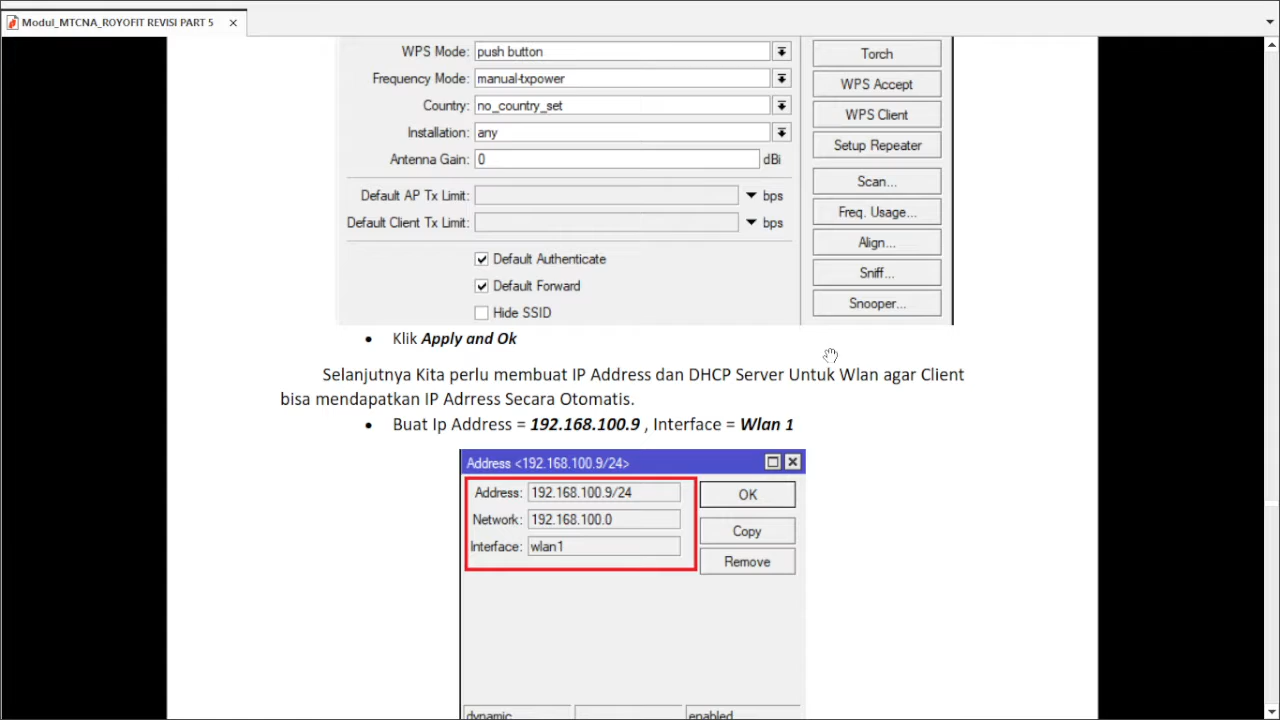 Modul_MTCNA_ROYOFIT REVISI PART 5
WPS Mode: push button
Frequency Mode: manual-txpower
Country: no_country_set
Installation: any
Antenna Gain: 0 dBi
Default AP Tx Limit: bps
Default Client Tx Limit: bps
Default Authenticate
Default Forward
Hide SSID
Torch
WPS Accept
WPS Client
Setup Repeater
Scan...
Freq. Usage...
Align...
Sniff...
Snooper...
• Klik Apply and Ok
Selanjutnya Kita perlu membuat IP Address dan DHCP Server Untuk Wlan agar Client
bisa mendapatkan IP Adrress Secara Otomatis.
• Buat Ip Address = 192.168.100.9 , Interface = Wlan 1
Address <192.168.100.9/24>
Address: 192.168.100.9/24
Network: 192.168.100.0
Interface: wlan1
OK
Copy
Remove
dynamic
enabled